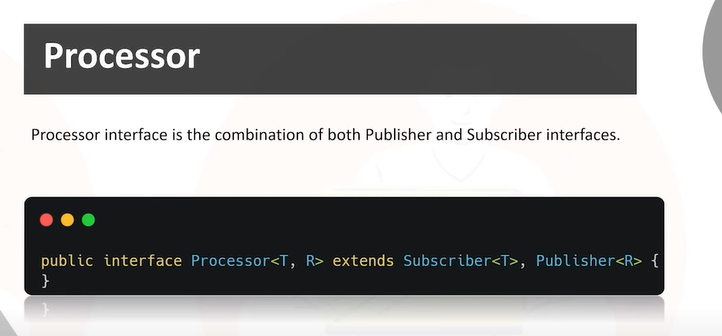 Processor
Processor interface is the combination of both Publisher and Subscriber interfaces.
public interface Processor<T, R> extends Subscriber<T>, Publisher<R> {
}